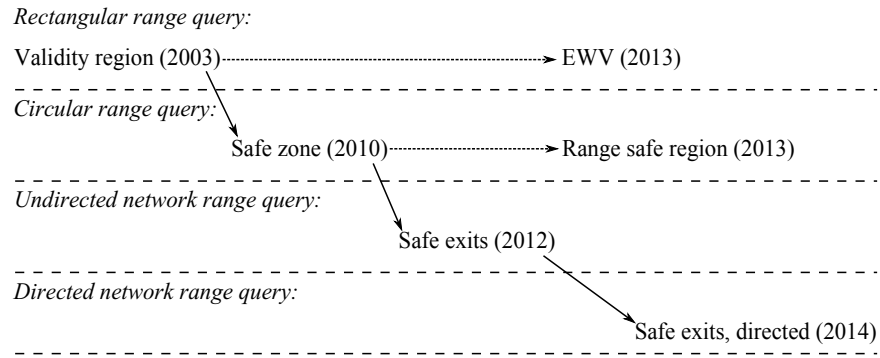 Rectangular range query:
Validity region (2003) EWV (2013)
Circular range query:
Safe zone (2010) Range safe region (2013)
Undirected network range query:
Safe exits (2012)
Directed network range query:
Safe exits, directed (2014)